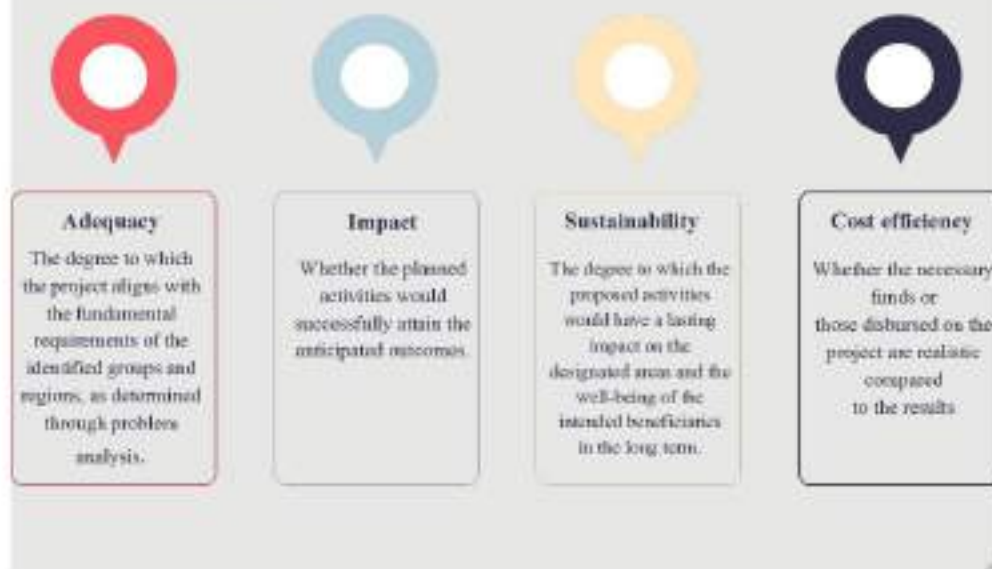 Adequacy
The degree to which
the project aligns with
the fundamental
requirements of the
identified groups and
regions, as determined
through problem
analysis.
Impact
Whether the planned
activities would
successfully attain the
anticipated outcomes.
Sustainability
The degree to which the
proposed activities
would have a lasting
impact on the
designated areas and the
well-being of the
intended beneficiaries
in the long term.
Cost efficiency
Whether the necessary
funds or
those disbursed on the
project are realistic
compared
to the results